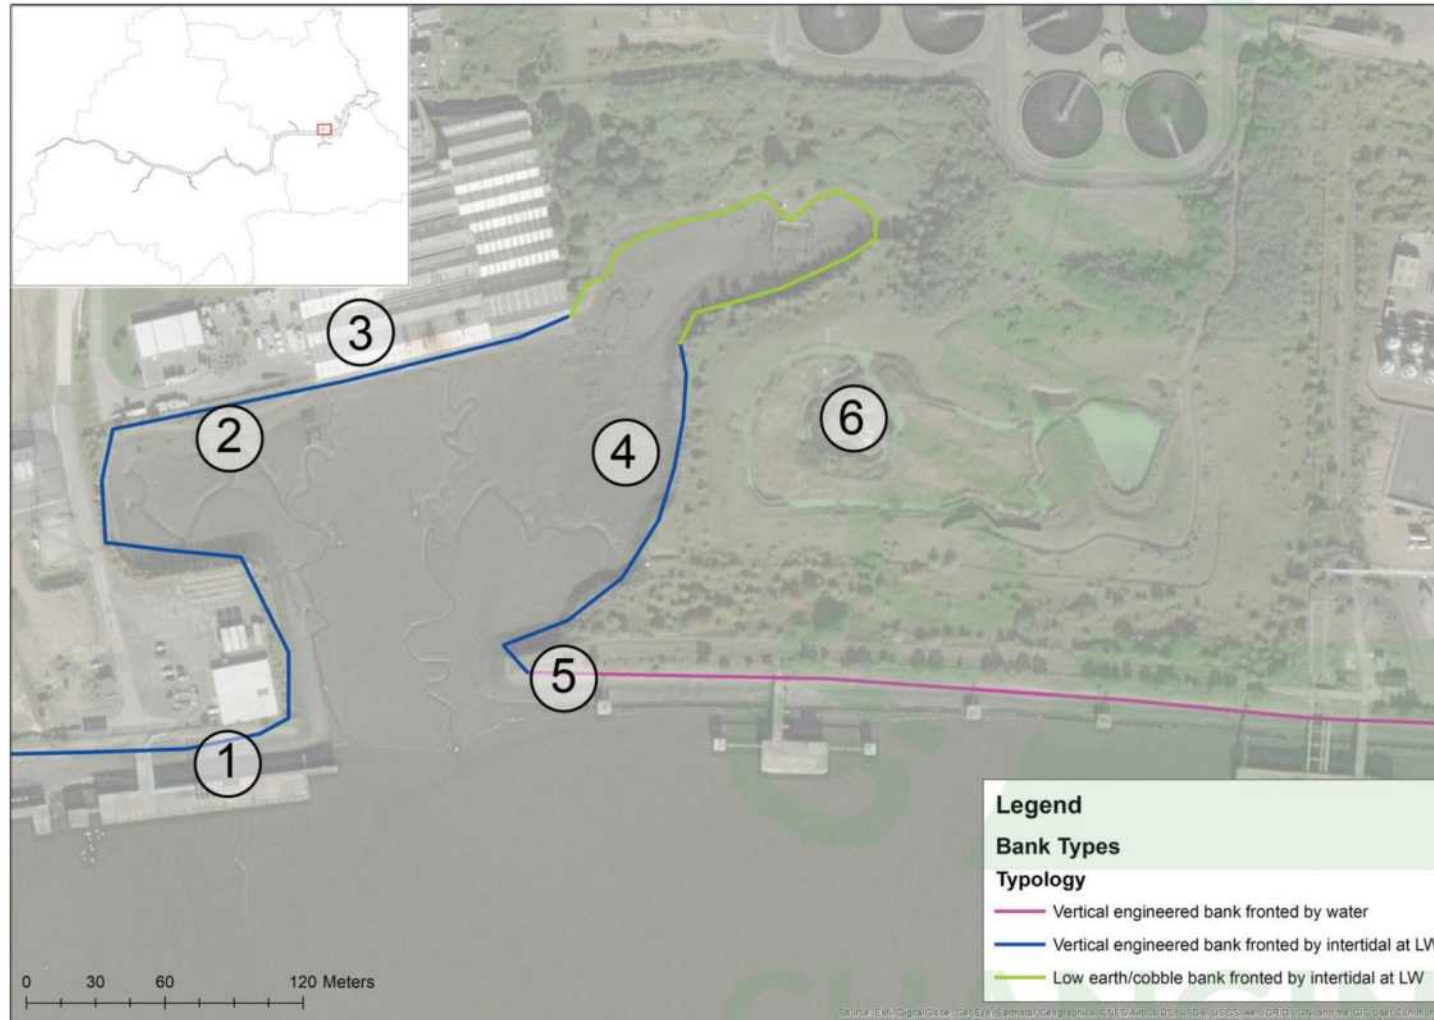 3
2
4
6
5
1
Legend
Bank Types
Typology
Vertical engineered bank fronted by water
Vertical engineered bank fronted by intertidal at LW
Low earth/cobble bank fronted by intertidal at LW
0 30 60 120 Meters